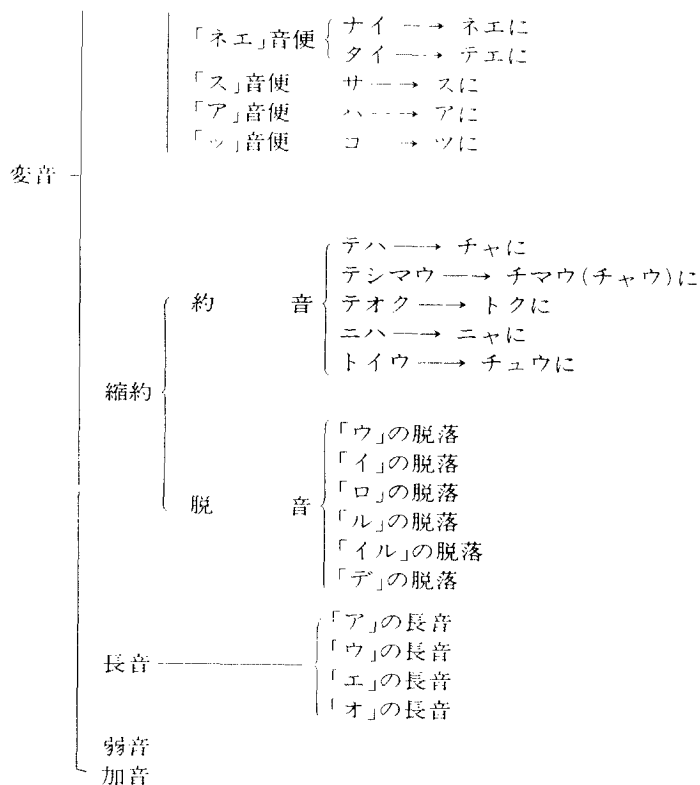 「ネエ」音便 ナイ → ネエに
タイ → テエに
「ス」音便 サ → スに
「ア」音便 ハ → アに
「ッ」音便 コ → ツに
変音
約音 テハ → チャに
テシマウ → チマウ(チャウ)に
テオク → トクに
ニハ → ニャに
トイウ → チュウに
縮約
脱音 「ウ」の脱落
「イ」の脱落
「ロ」の脱落
「ル」の脱落
「イル」の脱落
「デ」の脱落
長音 「ア」の長音
「ウ」の長音
「エ」の長音
「オ」の長音
弱音
加音